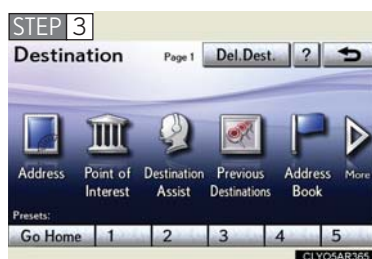 STEP 3
Destination Page 1 Del.Dest. ?
Address Point of Interest Destination Assist Previous Destinations Address Book More
Presets:
Go Home 1 2 3 4 5
CLYO5AR365